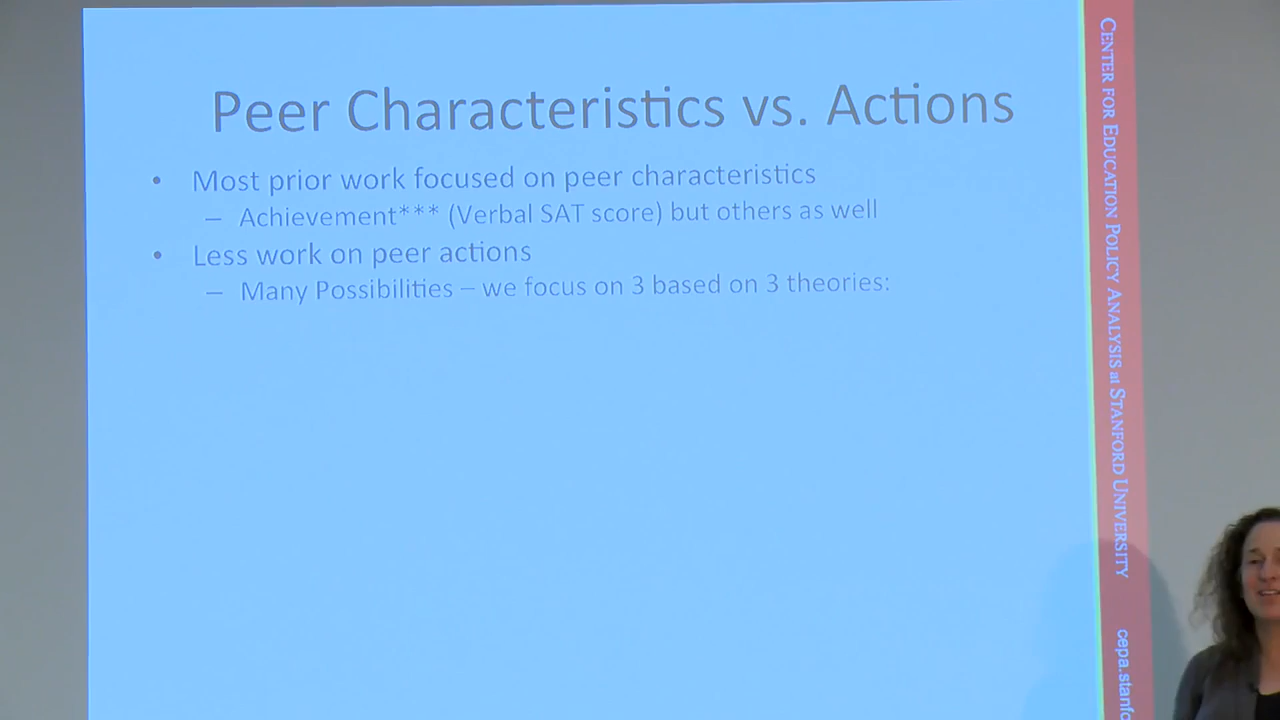 Peer Characteristics vs. Actions
• Most prior work focused on peer characteristics
– Achievement*** (Verbal SAT score) but others as well
• Less work on peer actions
– Many Possibilities – we focus on 3 based on 3 theories:
CENTER FOR EDUCATION POLICY ANALYSIS at STANFORD UNIVERSITY
cepa.stanfo